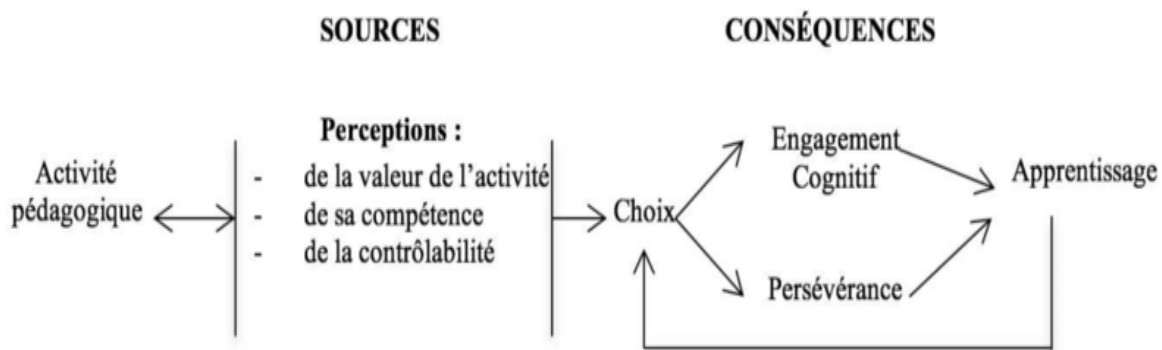 SOURCES
CONSÉQUENCES
Activité
pédagogique
Perceptions :
- de la valeur de l'activité
- de sa compétence
- de la contrôlabilité
Choix
Engagement
Cognitif
Persévérance
Apprentissage